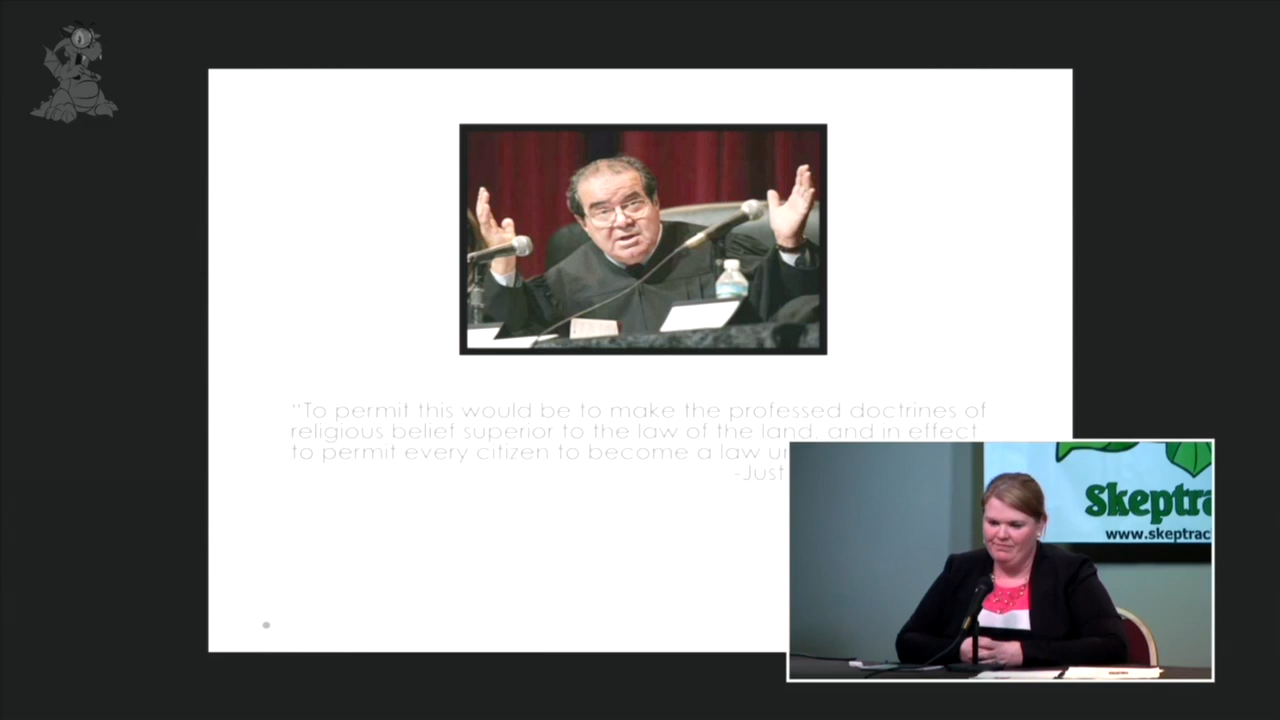 “To permit this would be to make the professed doctrines of
religious belief superior to the law of the land, and in effect
to permit every citizen to become a law
-Just
Skeptra
www.skeptrac